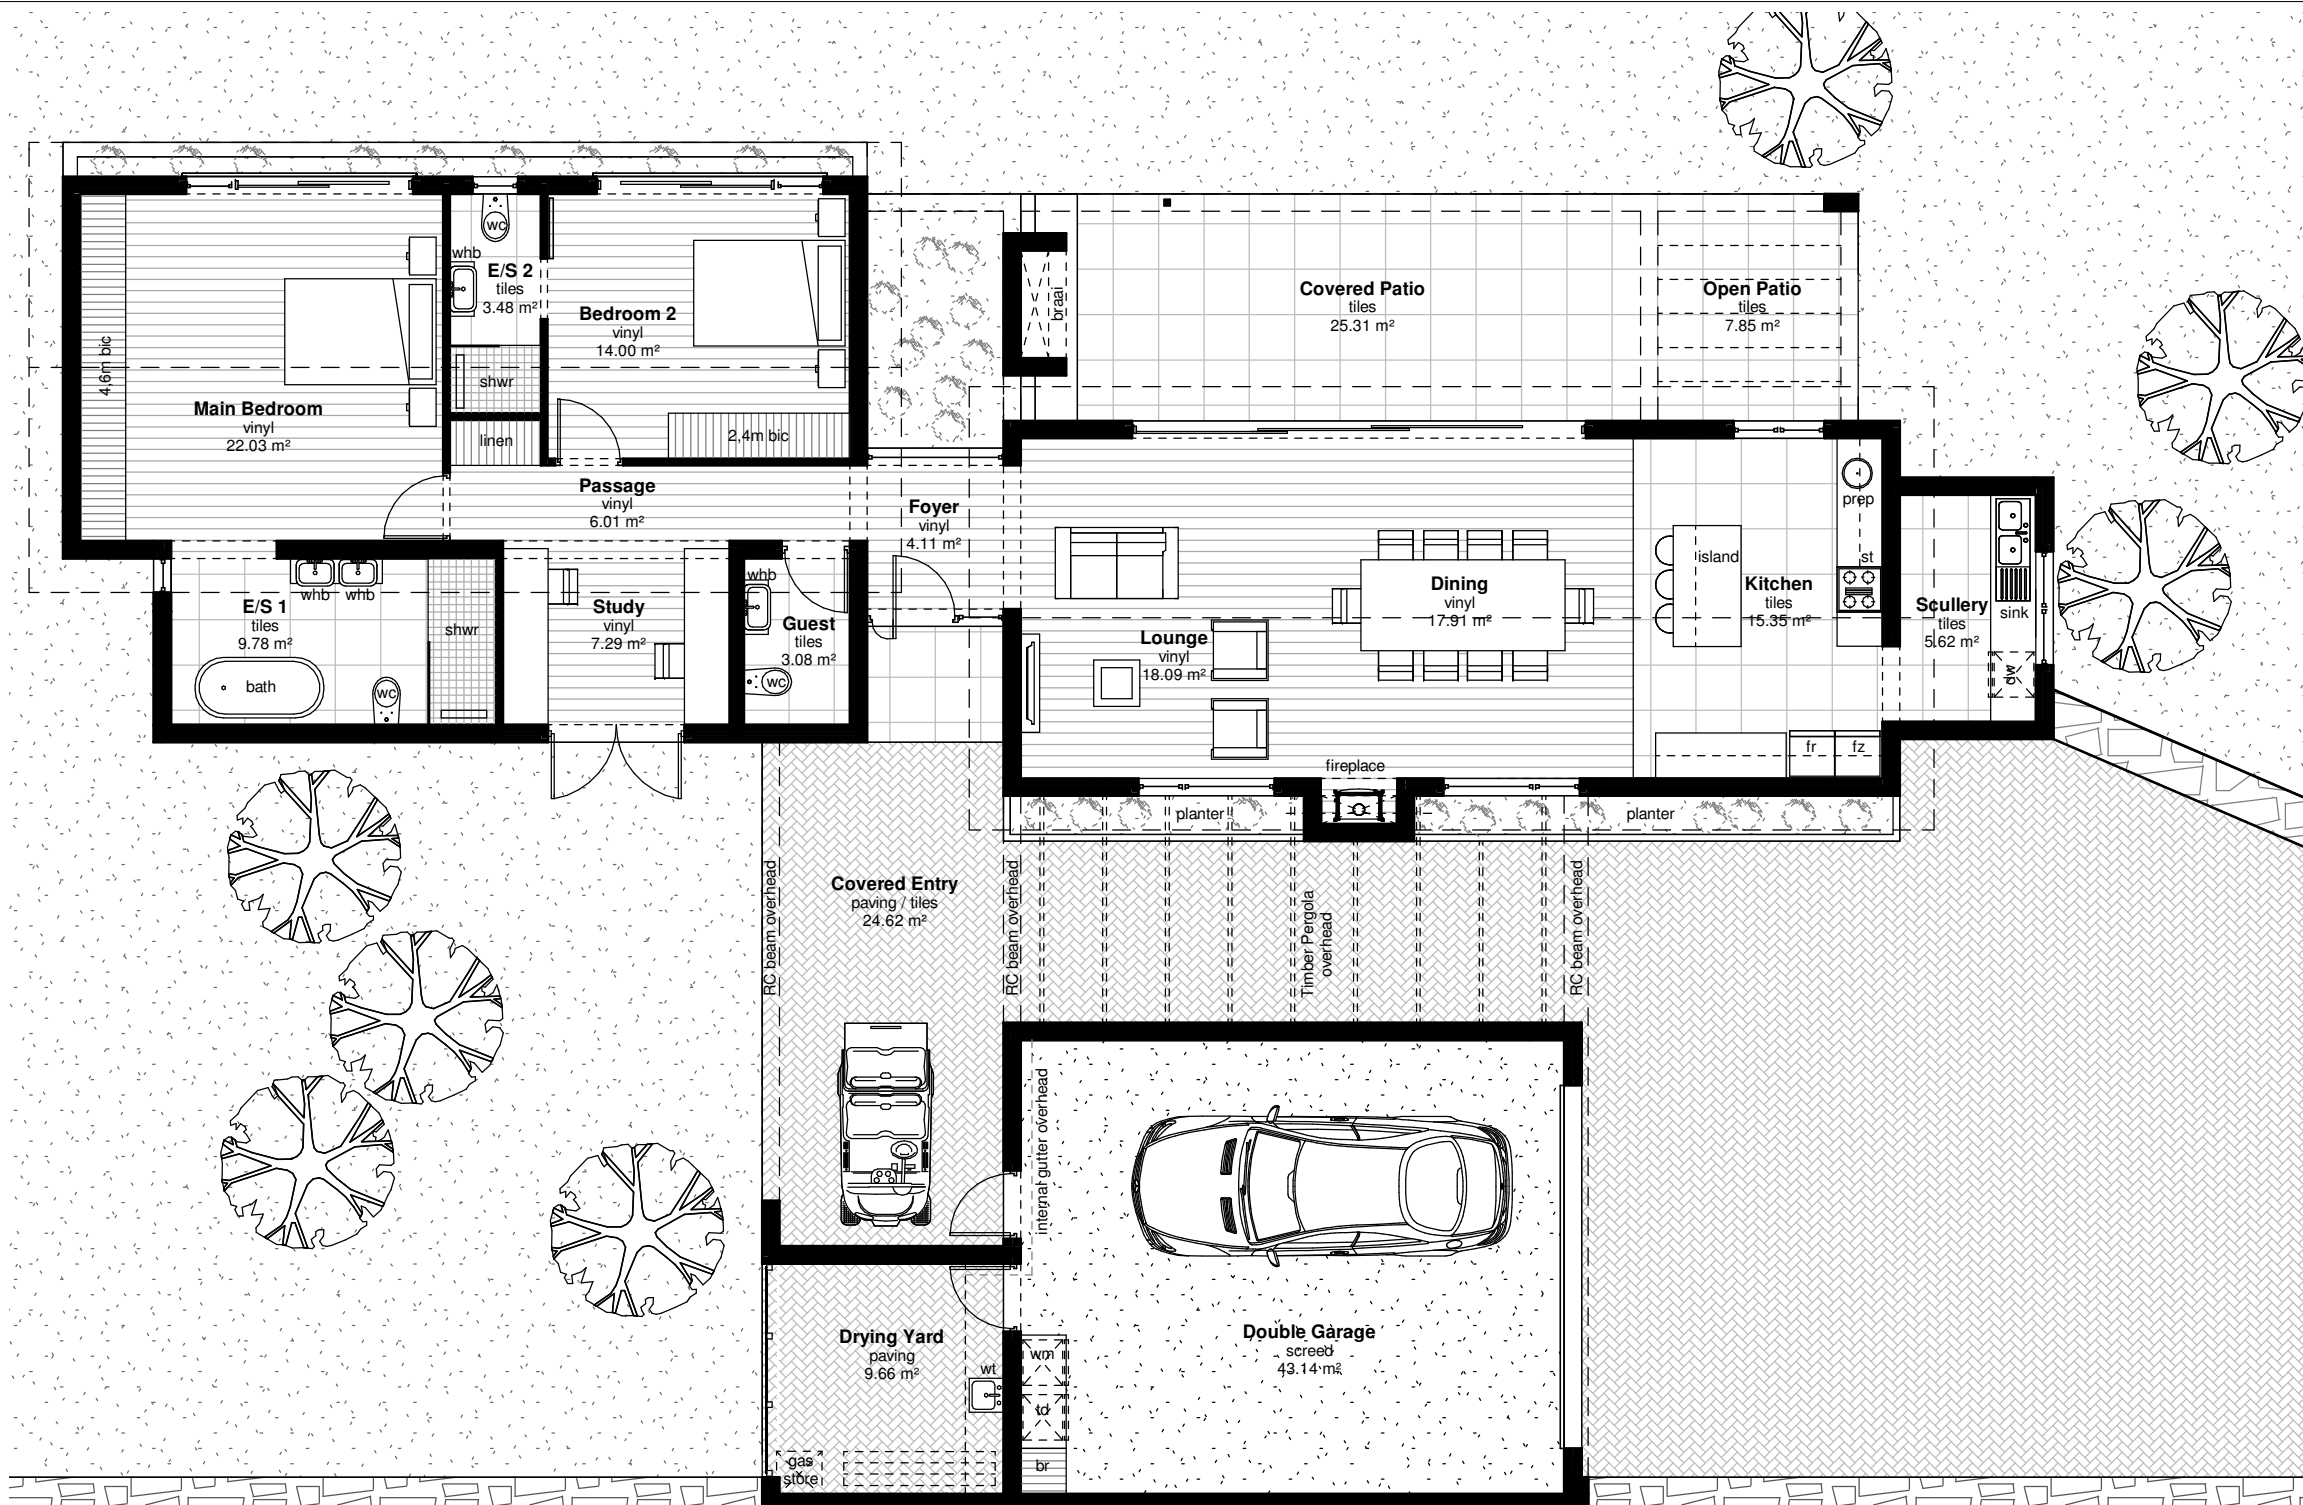 whb
wc
E/S 2
tiles
3.48 m²
shwr
linen
4,6m bic
Main Bedroom
vinyl
22.03 m²
Bedroom 2
vinyl
14.00 m²
2,4m bic
braai
Covered Patio
tiles
25.31 m²
Open Patio
tiles
7.85 m²
Passage
vinyl
6.01 m²
Foyer
vinyl
4.11 m²
E/S 1
tiles
9.78 m²
whb
whb
shwr
bath
wc
Study
vinyl
7.29 m²
whb
Guest
tiles
3.08 m²
wc
Lounge
vinyl
18.09 m²
Dining
vinyl
17.91 m²
island
Kitchen
tiles
15.35 m²
prep
st
Scullery
tiles
5.62 m²
sink
dw
fr
fz
fireplace
planter
planter
Covered Entry
paving / tiles
24.62 m²
RC beam overhead
RC beam overhead
Timber Pergola
overhead
RC beam overhead
internal gutter overhead
Drying Yard
paving
9.66 m²
wt
gas
store
wm
td
br
Double Garage
screed
43.14 m²